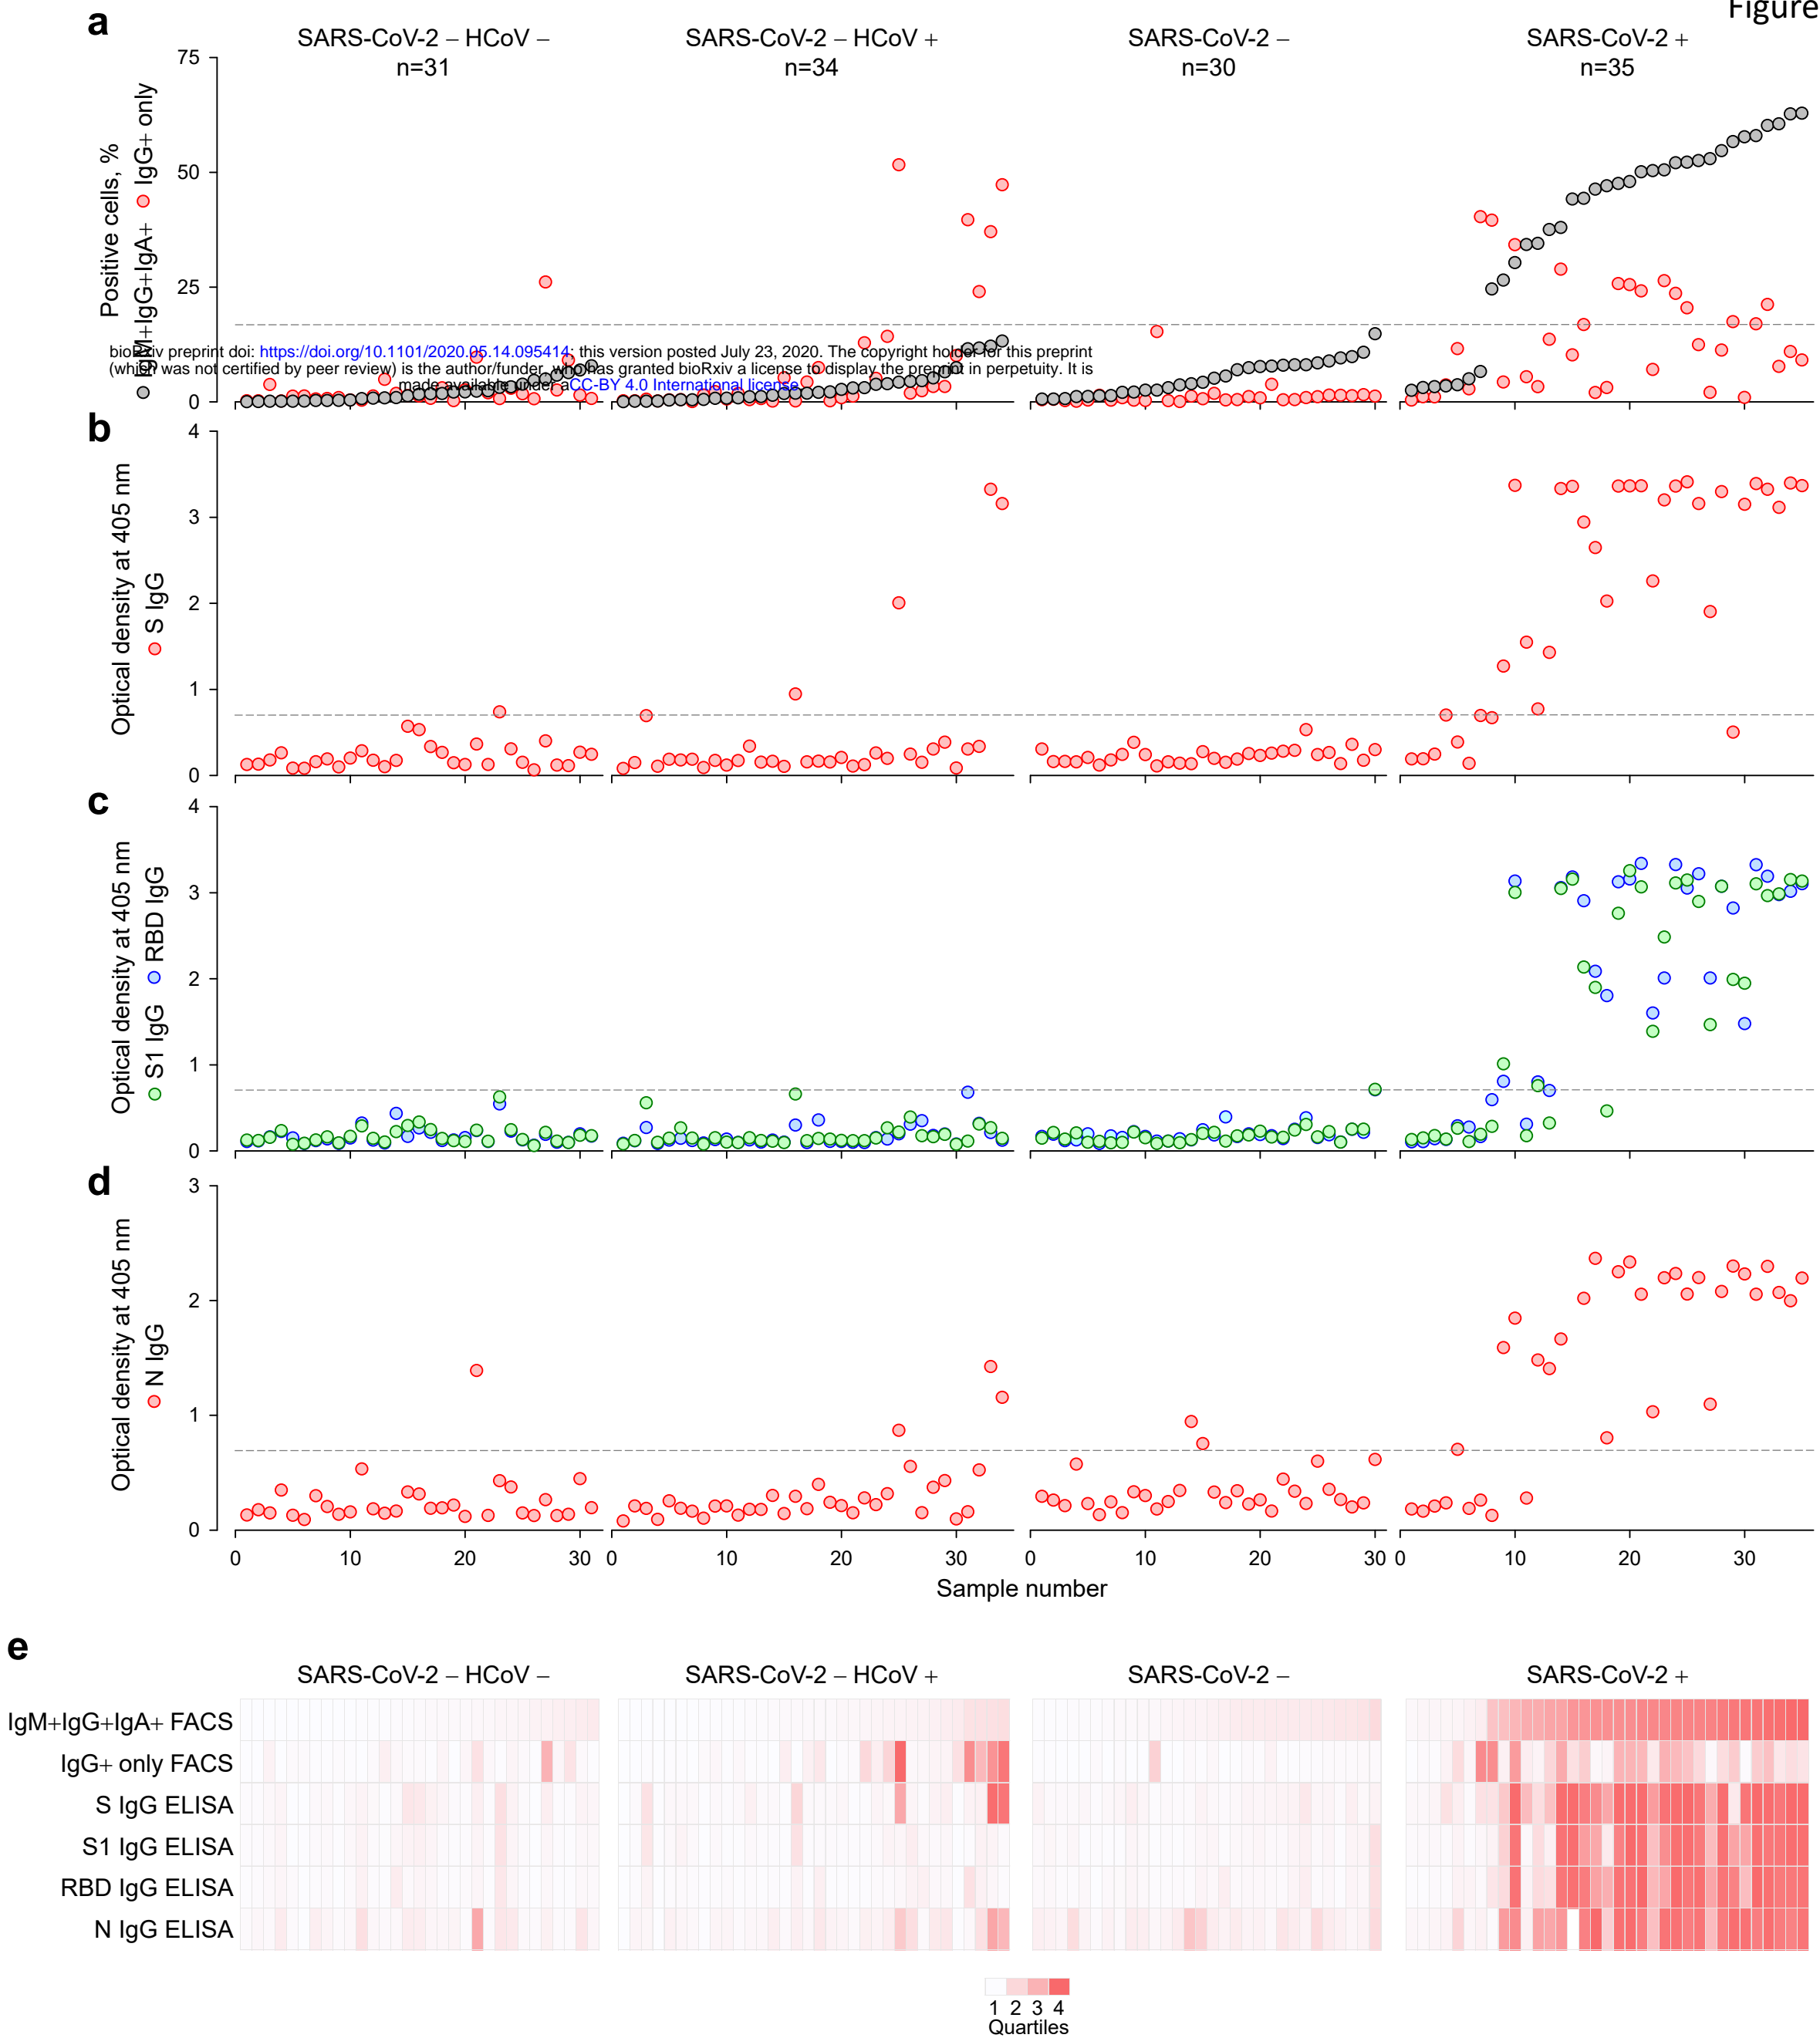 Figure
a
SARS-CoV-2 – HCoV –
n=31
SARS-CoV-2 – HCoV +
n=34
SARS-CoV-2 –
n=30
SARS-CoV-2 +
n=35
Positive cells, %
IgM+IgG+IgA+ IgG+ only
75
50
25
0
bioRxiv preprint doi: https://doi.org/10.1101/2020.05.14.095414; this version posted July 23, 2020. The copyright holder for this preprint
(which was not certified by peer review) is the author/funder, who has granted bioRxiv a license to display the preprint in perpetuity. It is
made available under aCC-BY 4.0 International license.
b
Optical density at 405 nm
S IgG
4
3
2
1
0
c
Optical density at 405 nm
S1 IgG RBD IgG
4
3
2
1
0
d
Optical density at 405 nm
N IgG
3
2
1
0
0 10 20 30 0 10 20 30 0 10 20 30 0 10 20 30
Sample number
e
SARS-CoV-2 – HCoV –
SARS-CoV-2 – HCoV +
SARS-CoV-2 –
SARS-CoV-2 +
IgM+IgG+IgA+ FACS
IgG+ only FACS
S IgG ELISA
S1 IgG ELISA
RBD IgG ELISA
N IgG ELISA
1 2 3 4
Quartiles